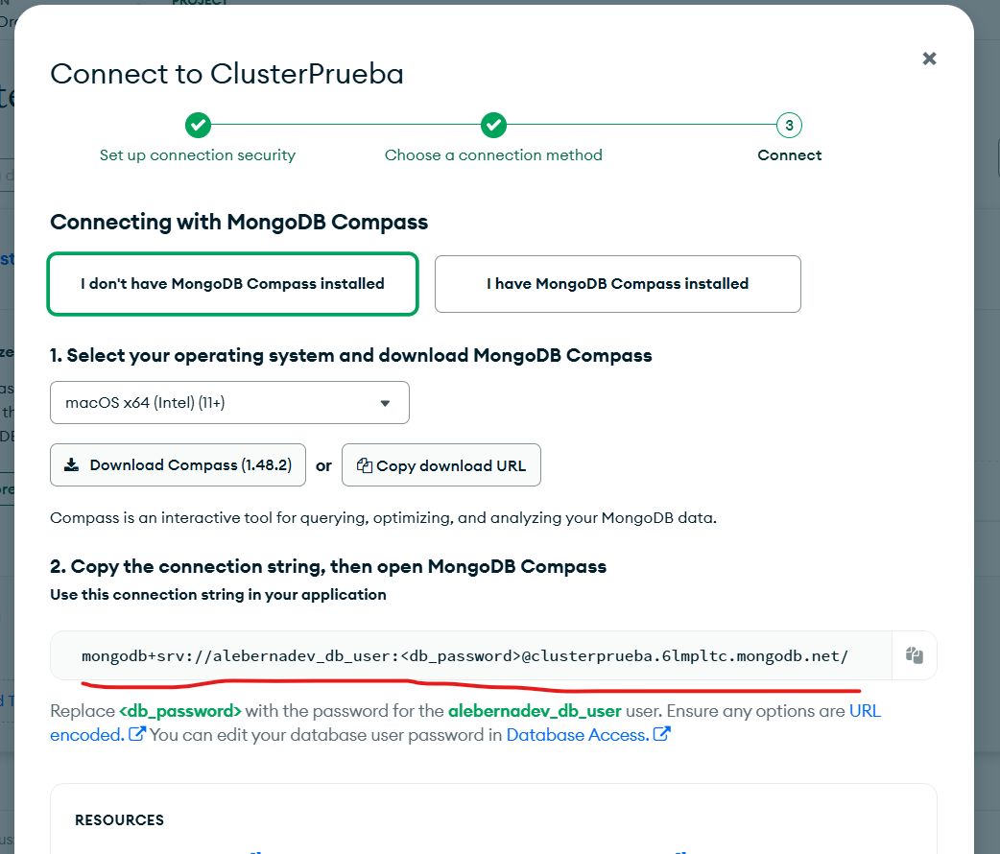 PROJECT
Connect to ClusterPrueba
Set up connection security
Choose a connection method
3
Connect
Connecting with MongoDB Compass
I don't have MongoDB Compass installed
I have MongoDB Compass installed
1. Select your operating system and download MongoDB Compass
macOS x64 (Intel) (11+)
Download Compass (1.48.2)
or
Copy download URL
Compass is an interactive tool for querying, optimizing, and analyzing your MongoDB data.
2. Copy the connection string, then open MongoDB Compass
Use this connection string in your application
mongodb+srv://alebernadev_db_user:<db_password>@clusterprueba.6lmpltc.mongodb.net/
Replace <db_password> with the password for the alebernadev_db_user user. Ensure any options are URL
encoded. You can edit your database user password in Database Access.
RESOURCES